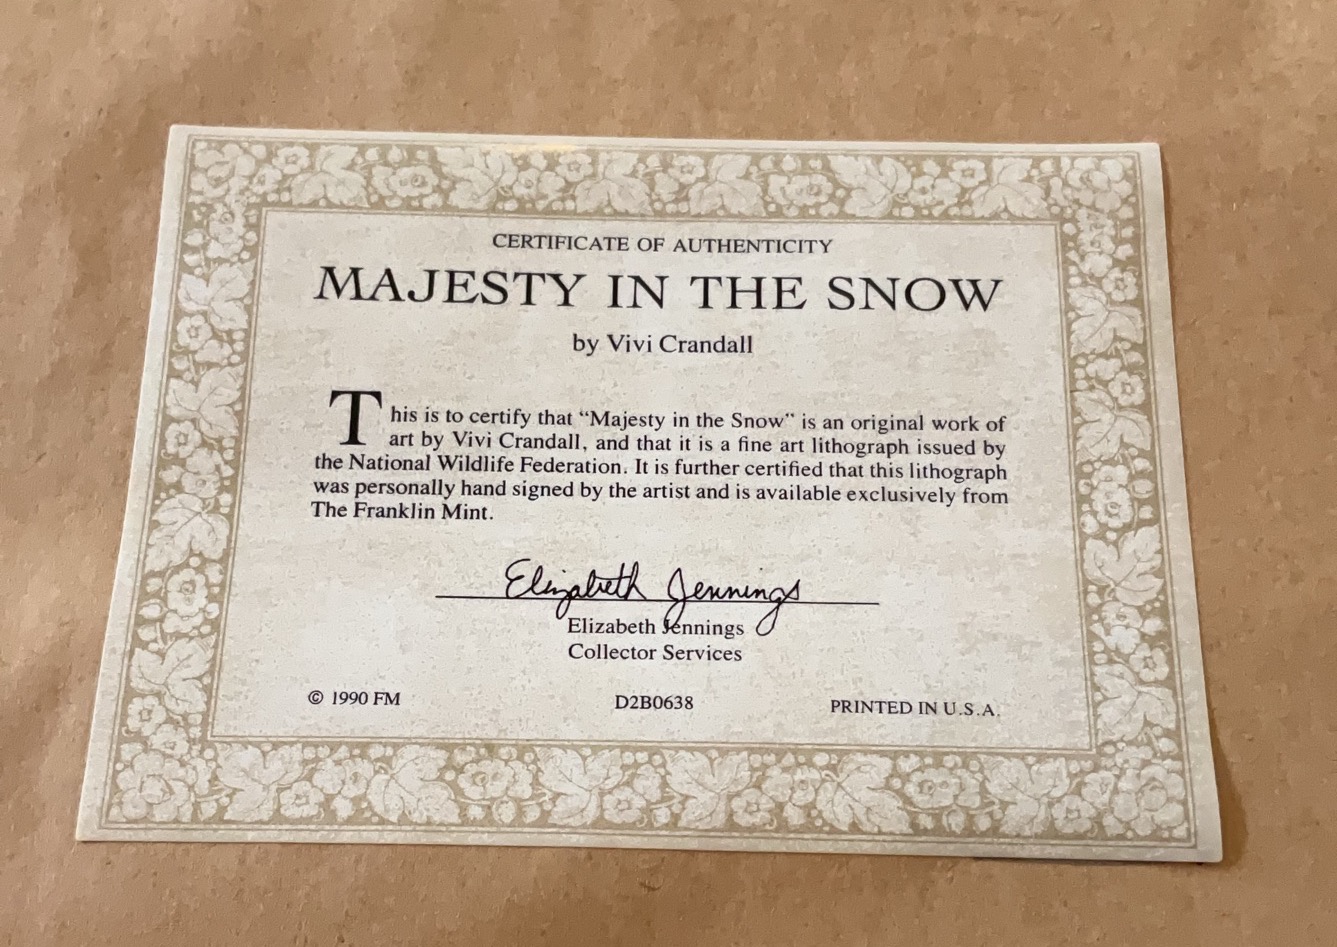 CERTIFICATE OF AUTHENTICITY
MAJESTY IN THE SNOW
by Vivi Crandall
This is to certify that “Majesty in the Snow” is an original work of
art by Vivi Crandall, and that it is a fine art lithograph issued by
the National Wildlife Federation. It is further certified that this lithograph
was personally hand signed by the artist and is available exclusively from
The Franklin Mint.
Elizabeth Jennings
Elizabeth Jennings
Collector Services
© 1990 FM D2B0638 PRINTED IN U.S.A.